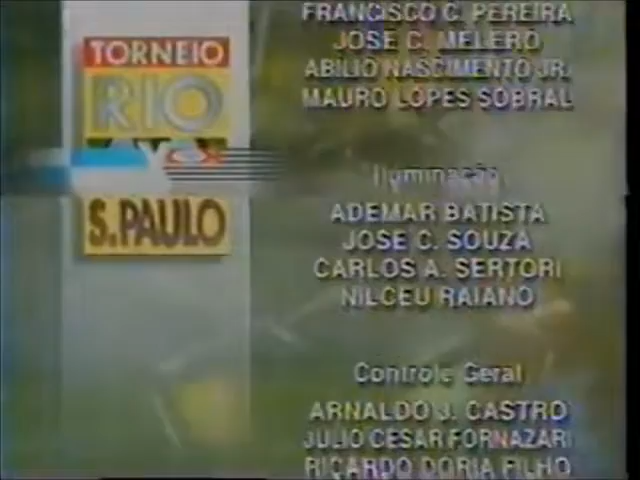 TORNEIO
RIO
S.PAULO
FRANCISCO C. PEREIRA
JOSE C. MELERO
ABILIO NASCIMENTO JR.
MAURO LOPES SOBRAL
Iluminação
ADEMAR BATISTA
JOSE C. SOUZA
CARLOS A. SERTORI
NILCEU RAIANO
Controle Geral
ARNALDO J. CASTRO
JULIO CESAR FORNAZARI
RICARDO DORIA FILHO